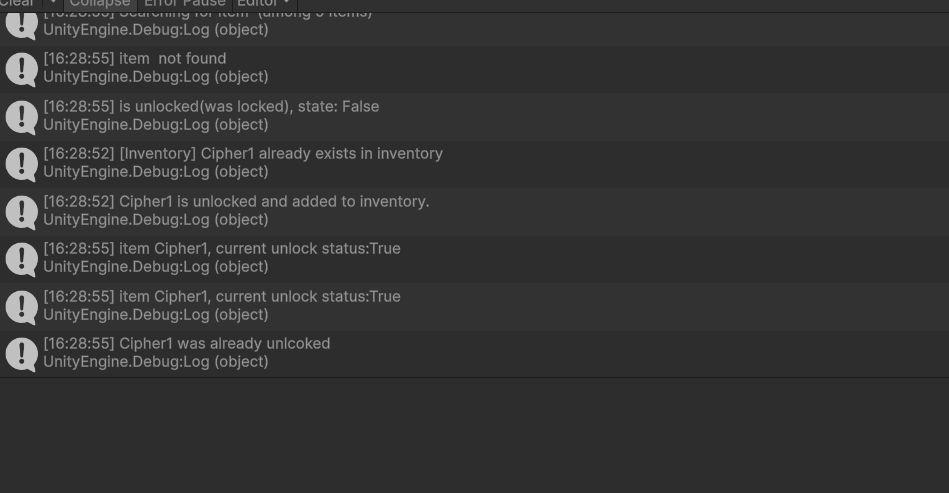 Clear Collapse Error Pause Editor
[16:28:55] Searching for item  (among 5 items)
UnityEngine.Debug:Log (object)
[16:28:55] item  not found
UnityEngine.Debug:Log (object)
[16:28:55] is unlocked(was locked), state: False
UnityEngine.Debug:Log (object)
[16:28:52] [Inventory] Cipher1 already exists in inventory
UnityEngine.Debug:Log (object)
[16:28:52] Cipher1 is unlocked and added to inventory.
UnityEngine.Debug:Log (object)
[16:28:55] item Cipher1, current unlock status:True
UnityEngine.Debug:Log (object)
[16:28:55] item Cipher1, current unlock status:True
UnityEngine.Debug:Log (object)
[16:28:55] Cipher1 was already unlcoked
UnityEngine.Debug:Log (object)